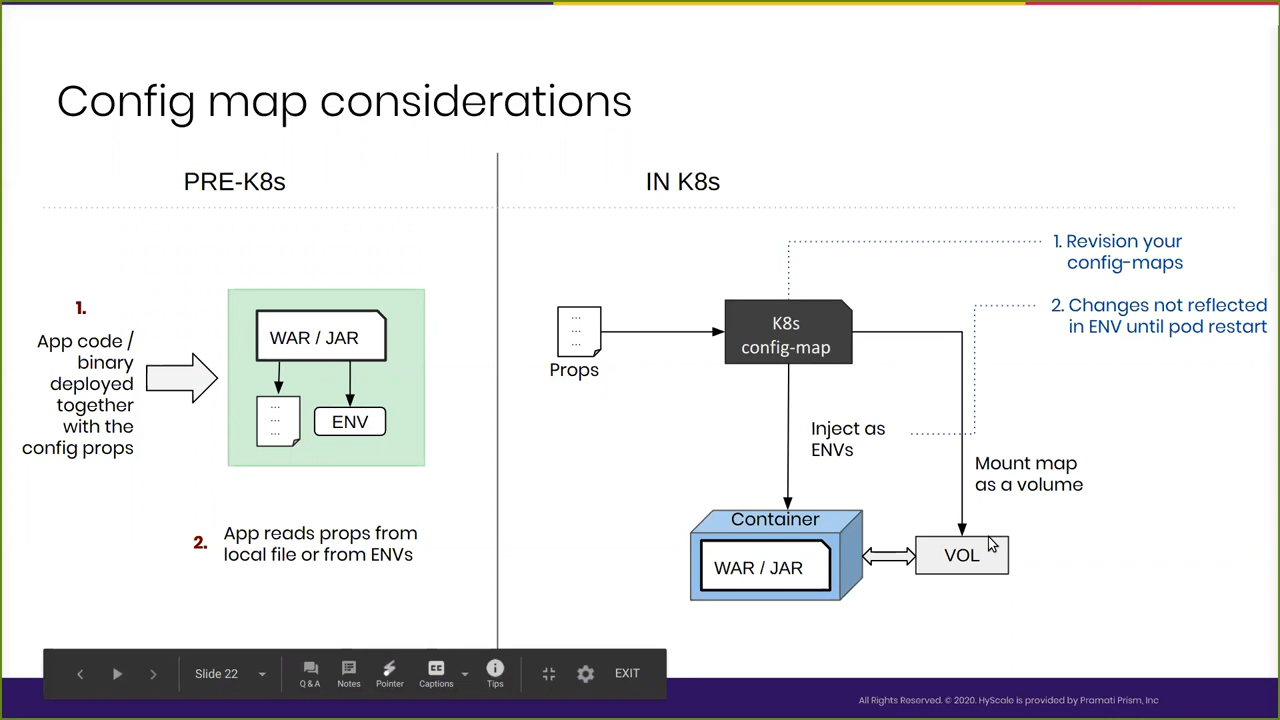 Config map considerations
PRE-K8s
IN K8s
1.
App code /
binary
deployed
together
with the
config props
WAR / JAR
...
...
...
ENV
2.
App reads props from
local file or from ENVs
...
...
...
Props
K8s
config-map
1. Revision your
config-maps
2. Changes not reflected
in ENV until pod restart
Inject as
ENVs
Mount map
as a volume
Container
WAR / JAR
VOL
Slide 22
Q & A
Notes
Pointer
CC
Captions
Tips
EXIT
All Rights Reserved. © 2020. HyScale is provided by Pramati Prism, Inc